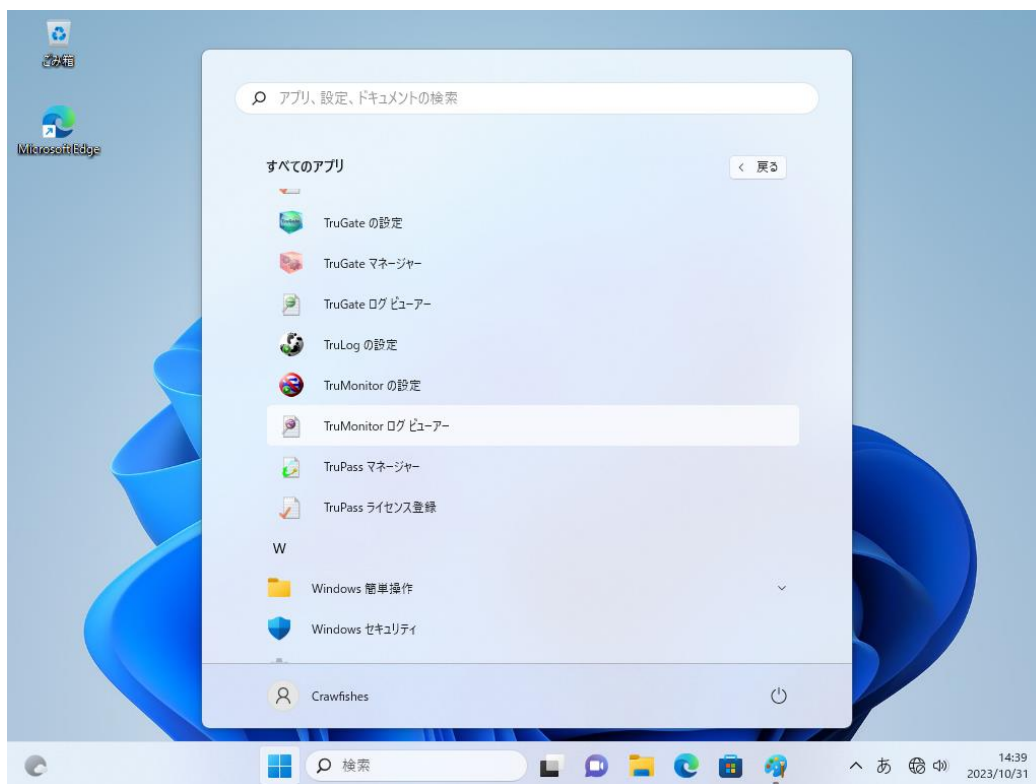 ごみ箱
Microsoft Edge
アプリ、設定、ドキュメントの検索
すべてのアプリ
戻る
TruGate の設定
TruGate マネージャー
TruGate ログ ビューアー
TruLog の設定
TruMonitor の設定
TruMonitor ログ ビューアー
TruPass マネージャー
TruPass ライセンス登録
W
Windows 簡単操作
Windows セキュリティ
Crawfishes
検索
あ
14:39
2023/10/31